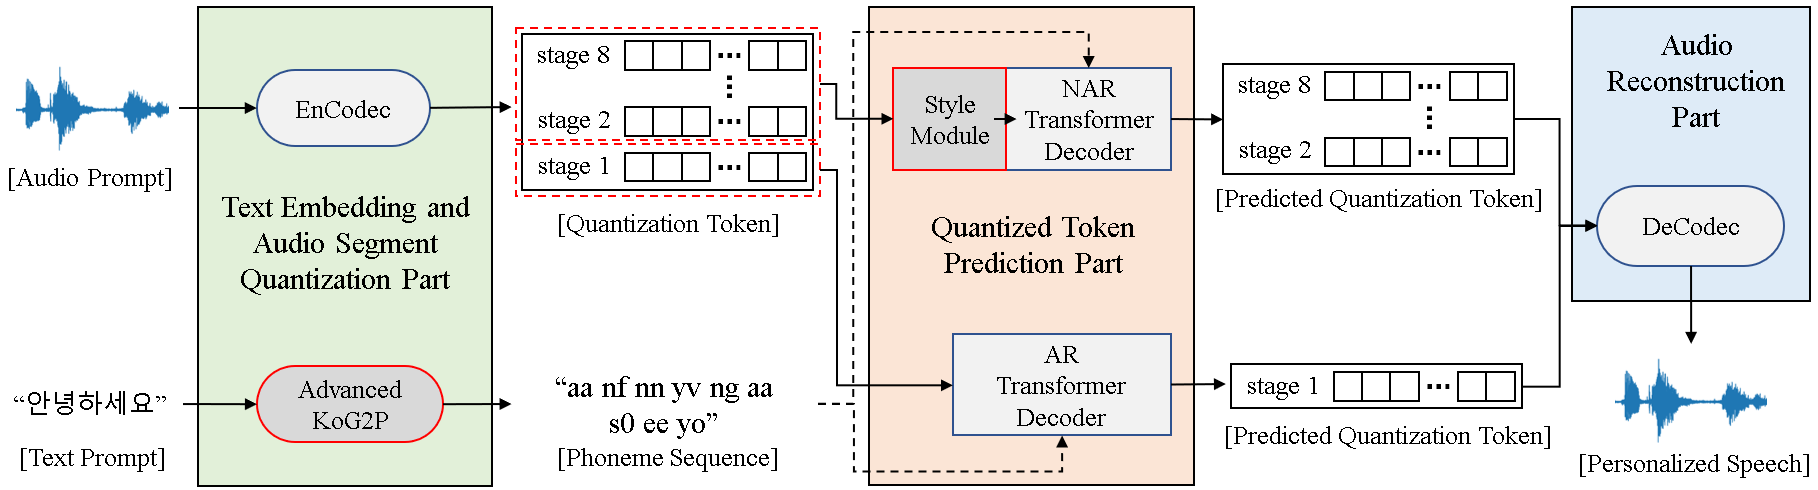 [Audio Prompt]
"안녕하세요"
[Text Prompt]
EnCodec
Text Embedding and
Audio Segment
Quantization Part
Advanced
KoG2P
stage 8
stage 2
stage 1
[Quantization Token]
"aa nf nn yv ng aa
s0 ee yo"
[Phoneme Sequence]
Style
Module
NAR
Transformer
Decoder
Quantized Token
Prediction Part
AR
Transformer
Decoder
stage 8
stage 2
[Predicted Quantization Token]
stage 1
[Predicted Quantization Token]
Audio
Reconstruction
Part
DeCodec
[Personalized Speech]